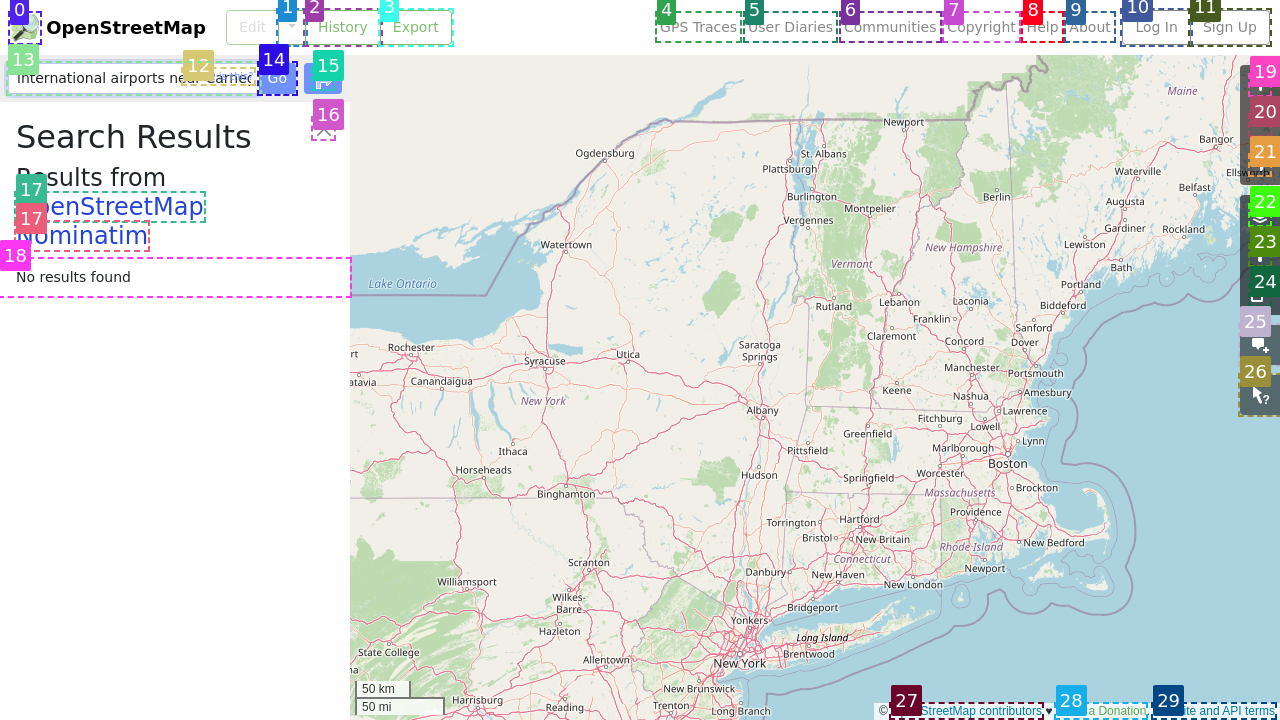 OpenStreetMap
Edit
History
Export
GPS Traces
User Diaries
Communities
Copyright
Help
About
Log In
Sign Up
0
1
2
3
4
5
6
7
8
9
10
11
12
13
14
15
16
17
17
18
19
20
21
22
23
24
25
26
27
28
29
International airports near Carneg
Go
Search Results
Results from
OpenStreetMap
Nominatim
No results found
Maine
Newport
Bangor
Ogdensburg
St. Albans
Plattsburgh
Waterville
Ellsw
Belfast
Burlington
Berlin
Augusta
Montpelier
Vergennes
Gardiner
Rockland
Watertown
New Hampshire
Lewiston
Vermont
Bath
Lake Ontario
Portland
Rutland
Lebanon
Laconia
Biddeford
Franklin
Sanford
Claremont
Concord
Dover
Rochester
Saratoga
Springs
Utica
Syracuse
Manchester
Portsmouth
atavia
Canandaigua
Keene
Nashua
Amesbury
New York
Albany
Fitchburg
Lawrence
Lowell
Greenfield
Lynn
Ithaca
Pittsfield
Marlborough
Boston
Horseheads
Hudson
Springfield
Worcester
Binghamton
Massachusetts
Brockton
Providence
Torrington
Hartford
Bristol
New Britain
New Bedford
Rhode Island
Connecticut
Scranton
Danbury
New Haven
Newport
New London
Williamsport
Wilkes-
Barre
Bridgeport
Yonkers
Hazleton
Long Island
State College
Brentwood
Allentown
New York
New Brunswick
Harrisburg
Reading
Trenton
Long Branch
50 km
50 mi
© StreetMap contributors ♥ a Donation
te and API terms